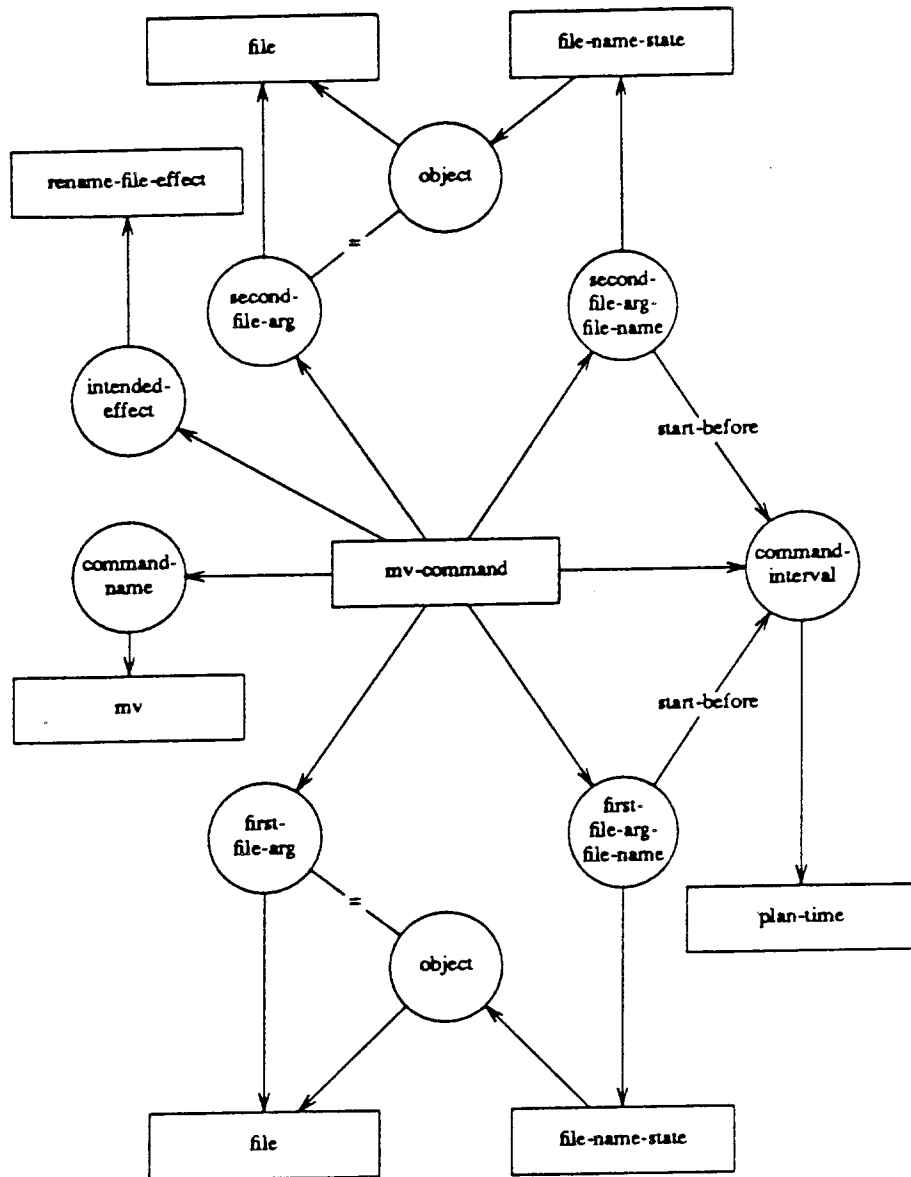 file
file-name-state
rename-file-effect
object
=
second-
file-arg
second-
file-arg-
file-name
intended-
effect
start-before
command-
name
mv-command
command-
interval
mv
start-before
first-
file-arg
first-
file-arg-
file-name
=
plan-time
object
file
file-name-state